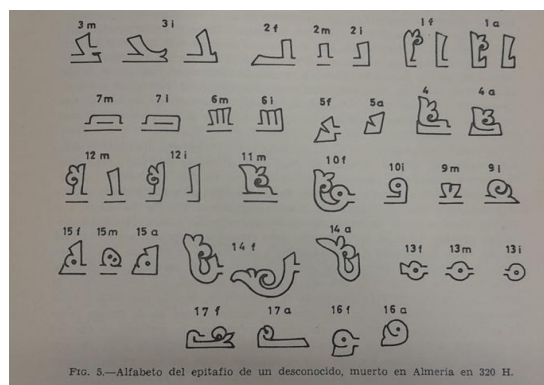 3 m 3 i 2 f 2 m 2 i 1 f 1 a
7 m 7 i 6 m 6 i 5 f 5 a 4 4 a
12 m 12 i 11 m 10 f 10 i 9 m 9 i
15 f 15 m 15 a 14 f 14 a 13 f 13 m 13 i
17 f 17 a 16 f 16 a
FIG. 5.—Alfabeto del epitafio de un desconocido, muerto en Almería en 320 H.